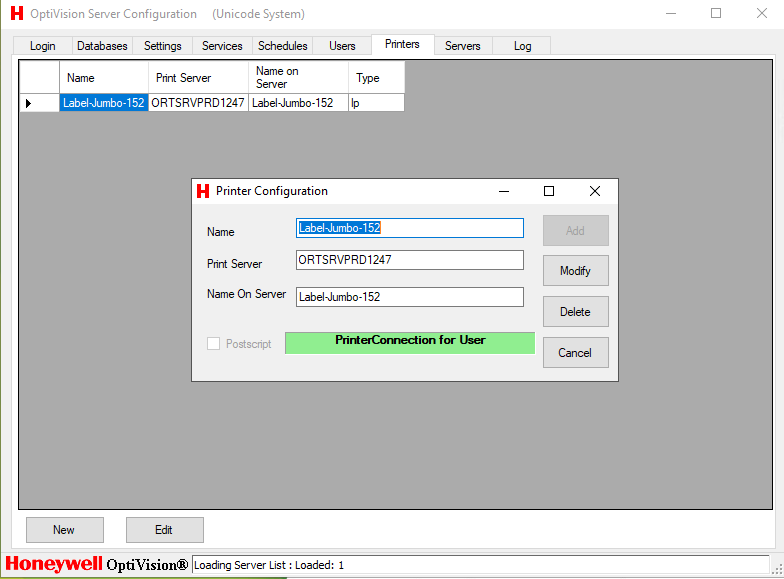 H OptiVision Server Configuration (Unicode System)
Login Databases Settings Services Schedules Users Printers Servers Log
Name Print Server Name on Server Type
Label-Jumbo-152 ORTSRVPRD1247 Label-Jumbo-152 lp
H Printer Configuration
Name Label-Jumbo-152 Add
Print Server ORTSRVPRD1247 Modify
Name On Server Label-Jumbo-152 Delete
Postscript PrinterConnection for User Cancel
New Edit
Honeywell OptiVision® Loading Server List : Loaded: 1